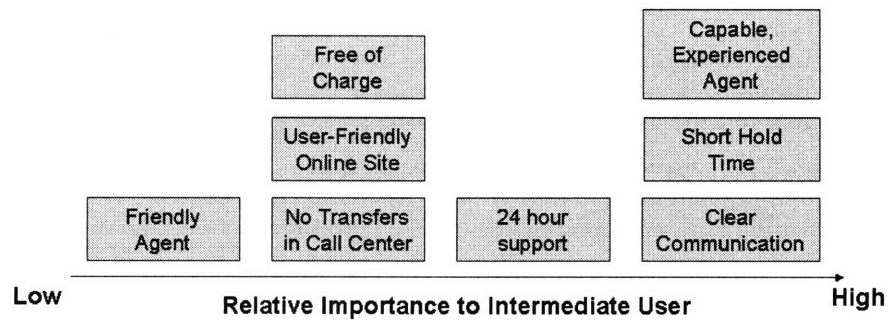 Free of
Charge
Capable,
Experienced
Agent
User-Friendly
Online Site
Short Hold
Time
Friendly
Agent
No Transfers
in Call Center
24 hour
support
Clear
Communication
Low
Relative Importance to Intermediate User
High